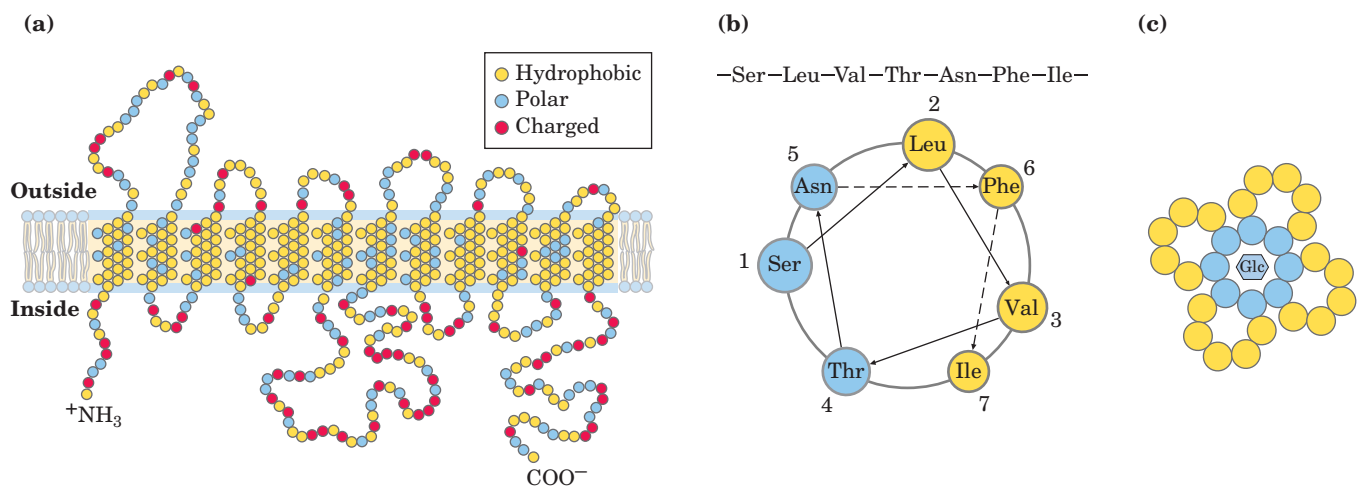 (a)
Hydrophobic
Polar
Charged
Outside
Inside
⁺NH₃
COO⁻
(b)
—Ser—Leu—Val—Thr—Asn—Phe—Ile—
2
Leu
5
Asn
6
Phe
1
Ser
Val
3
Thr
4
Ile
7
(c)
Glc